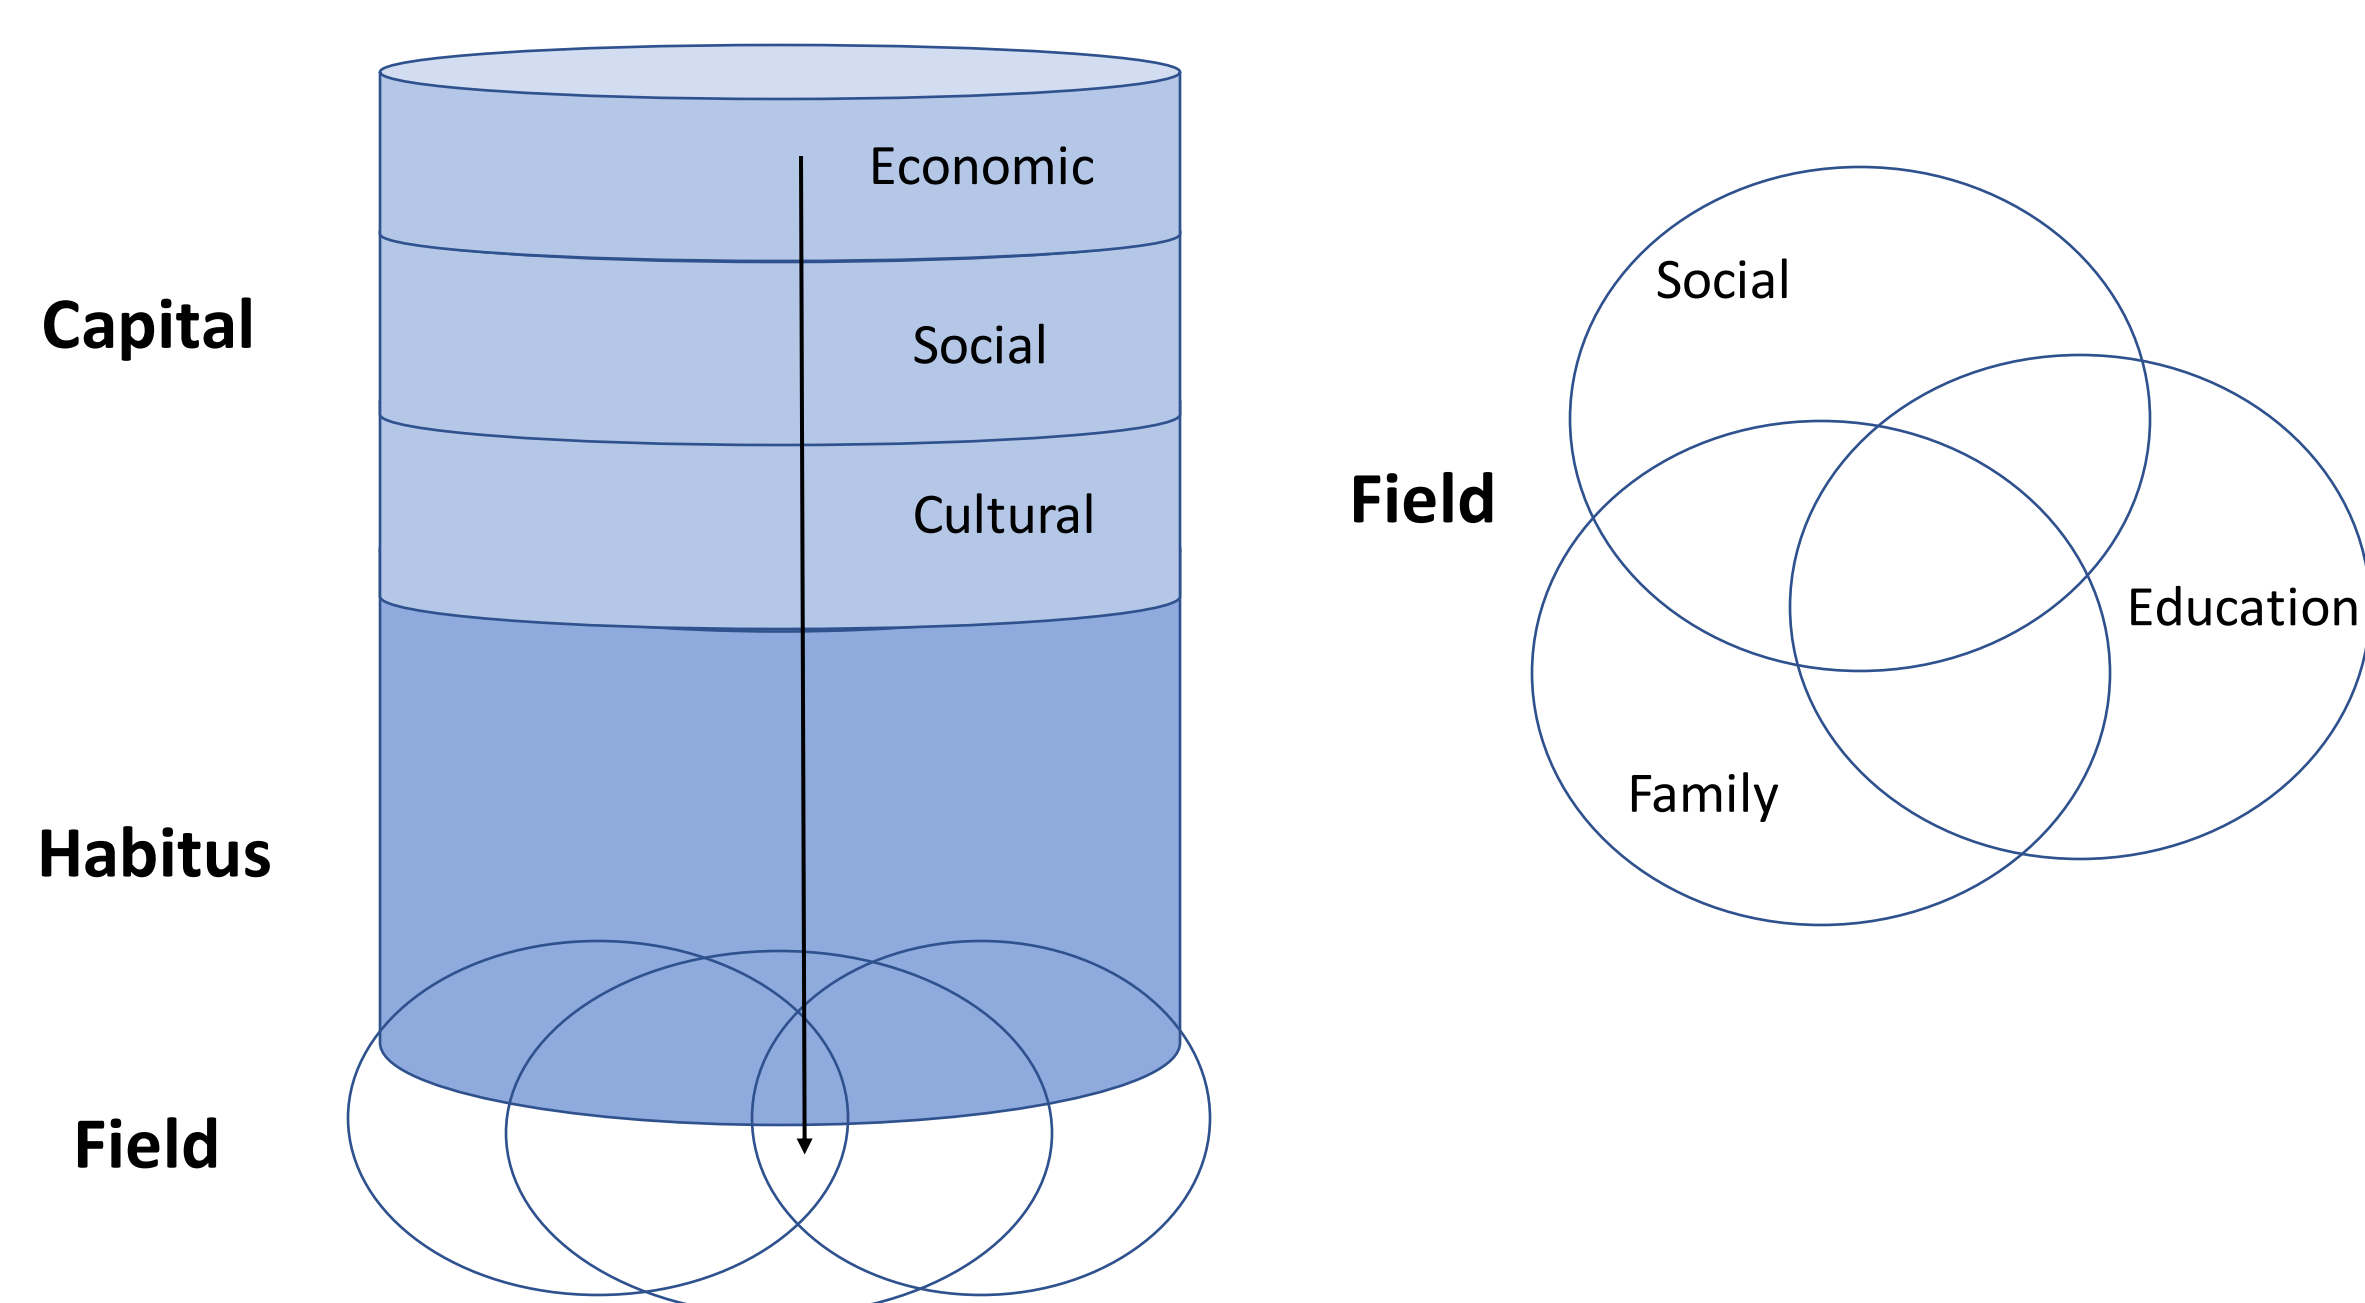 Capital
Economic
Social
Cultural
Habitus
Field
Field
Social
Education
Family